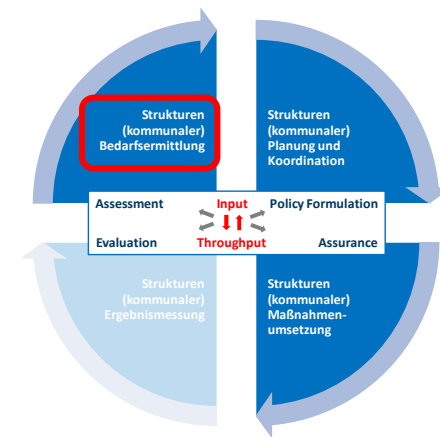 Strukturen
(kommunaler)
Bedarfsermittlung
Strukturen
(kommunaler)
Planung und
Koordination
Assessment Input Policy Formulation
Evaluation Throughput Assurance
Strukturen
(kommunaler)
Ergebnismessung
Strukturen
(kommunaler)
Maßnahmen-
umsetzung